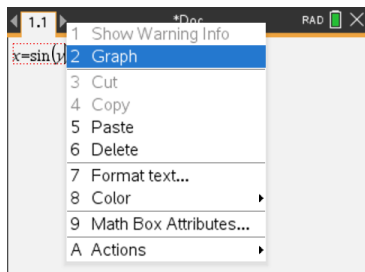 1.1 *Doc RAD
1 Show Warning Info
x=sin(y
2 Graph
3 Cut
4 Copy
5 Paste
6 Delete
7 Format text...
8 Color
9 Math Box Attributes...
A Actions